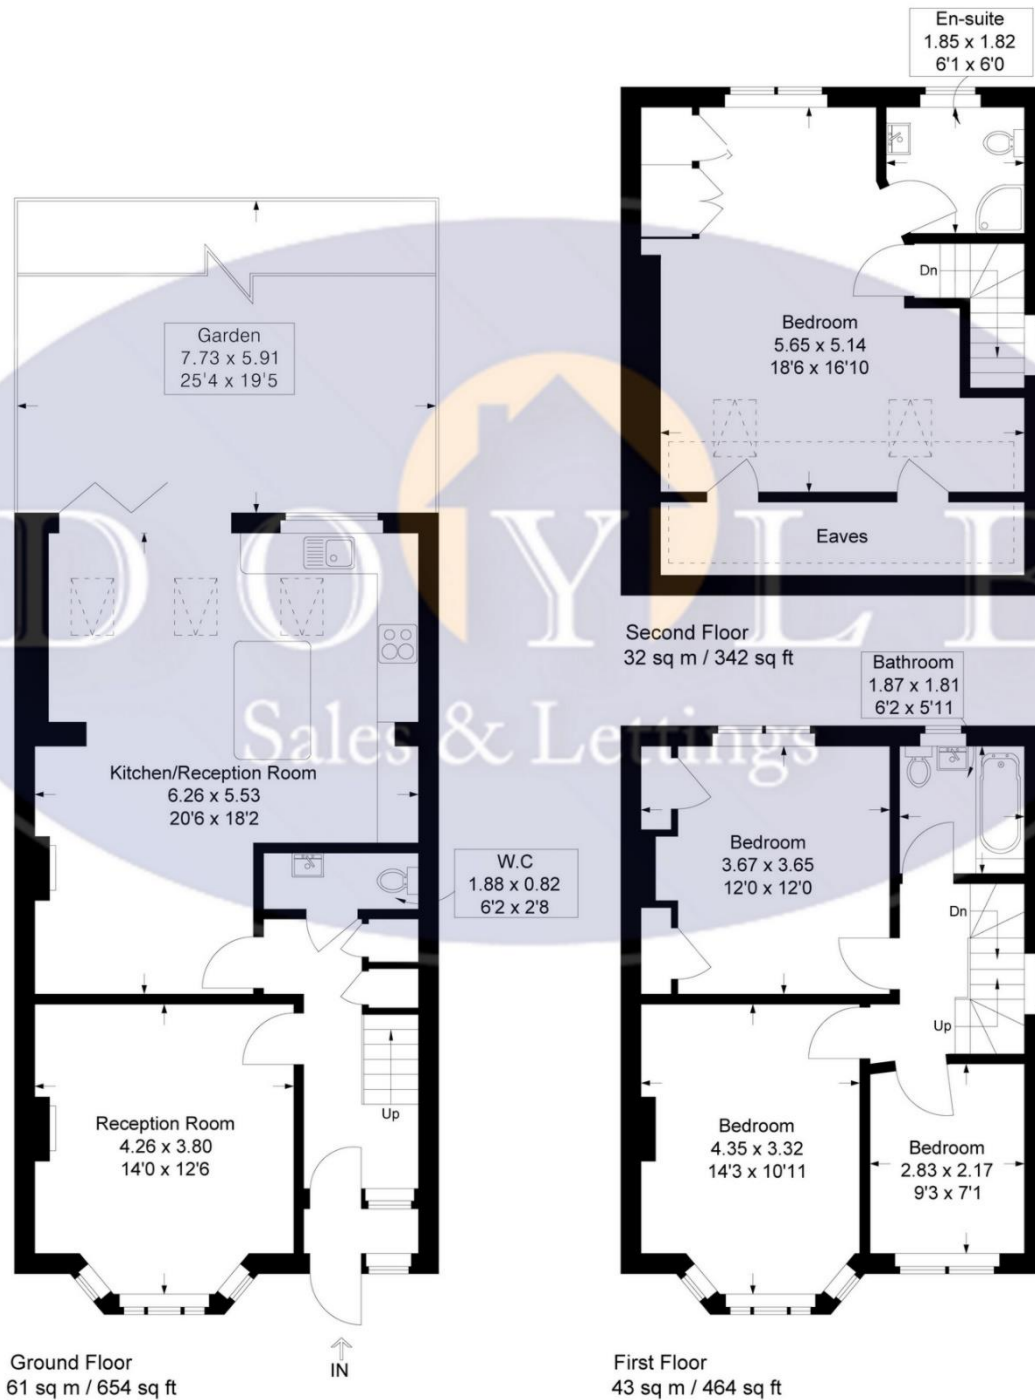 En-suite
1.85 x 1.82
6'1 x 6'0
Garden
7.73 x 5.91
25'4 x 19'5
Dn
Bedroom
5.65 x 5.14
18'6 x 16'10
Eaves
DOYLE
Sales & Lettings
Second Floor
32 sq m / 342 sq ft
Kitchen/Reception Room
6.26 x 5.53
20'6 x 18'2
W.C
1.88 x 0.82
6'2 x 2'8
Bathroom
1.87 x 1.81
6'2 x 5'11
Bedroom
3.67 x 3.65
12'0 x 12'0
Dn
Up
Reception Room
4.26 x 3.80
14'0 x 12'6
Up
Bedroom
4.35 x 3.32
14'3 x 10'11
Bedroom
2.83 x 2.17
9'3 x 7'1
IN
Ground Floor
61 sq m / 654 sq ft
First Floor
43 sq m / 464 sq ft